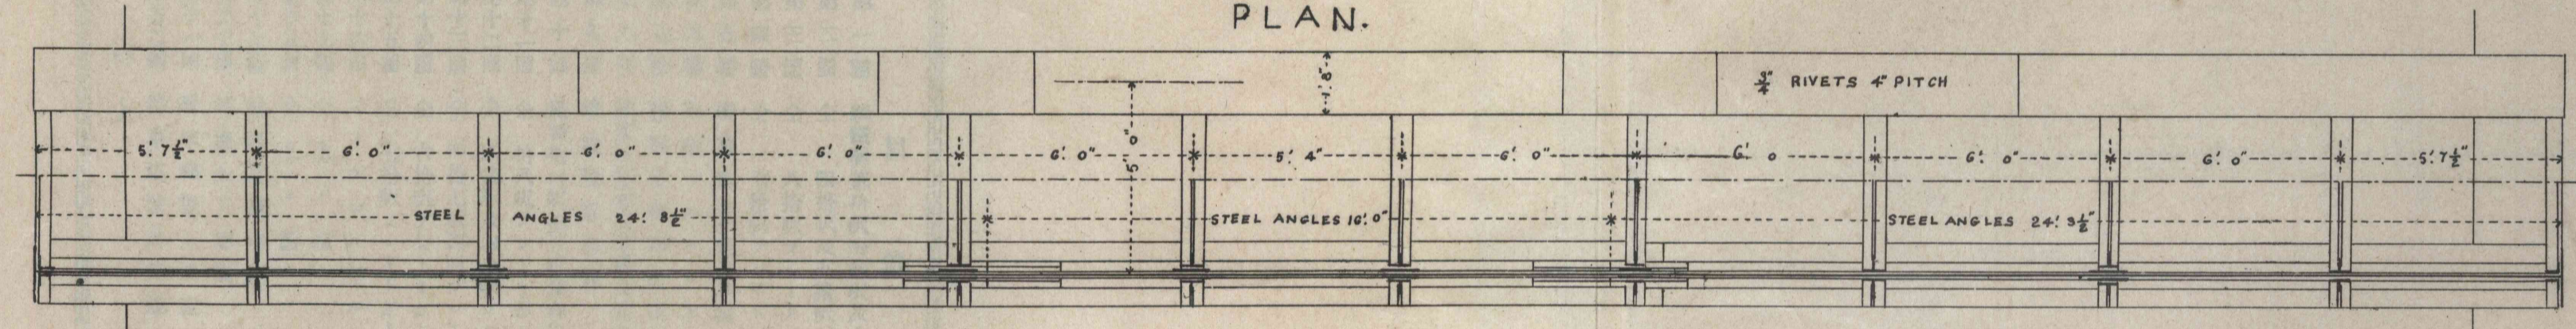 PLAN.
1'. 8"
3/4" RIVETS 4" PITCH
5'. 7 1/2" 6'. 0" 6'. 0" 6'. 0" 6'. 0" 5'. 4" 6'. 0" 6'. 0 6'. 0" 6'. 0" 5'. 7 1/2"
5'. 0"
STEEL ANGLES 24'. 8 1/2" STEEL ANGLES 16'. 0" STEEL ANGLES 24'. 3 1/2"